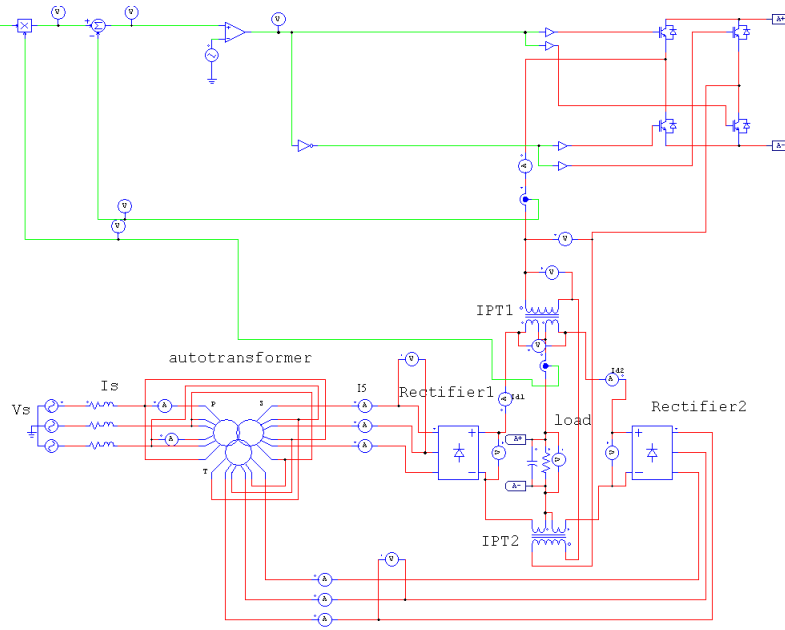 V
V
V
A+
A
A-
V
V
V
V
IPT1
V
autotransformer
V
Id2
A
Is
I5
Rectifier1
A
Id1
Vs
P
S
A
A
load
Rectifier2
A
A
A+
V
V
V
T
A
A-
IPT2
V
A
A
A